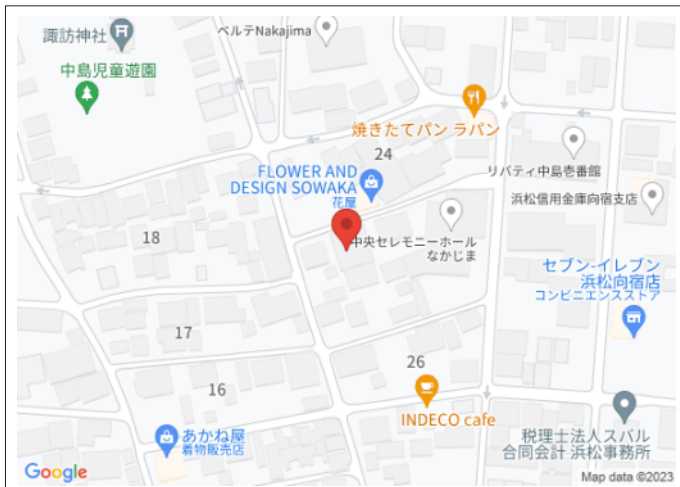 諏訪神社
ベルテNakajima
中島児童遊園
焼きたてパン ラパン
24
FLOWER AND
DESIGN SOWAKA
花屋
リバティ中島壱番館
浜松信用金庫向宿支店
18
中央セレモニーホール
なかじま
セブン-イレブン
浜松向宿店
コンビニエンスストア
17
26
16
INDECO cafe
あかね屋
着物販売店
税理士法人スバル
合同会計 浜松事務所
Google
Map data ©2023